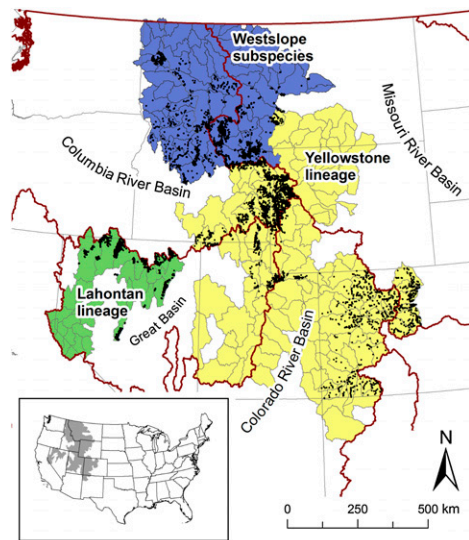 Westslope
subspecies
Missouri River Basin
Columbia River Basin
Yellowstone
lineage
Lahontan
lineage
Great Basin
Colorado River Basin
N
0 250 500 km